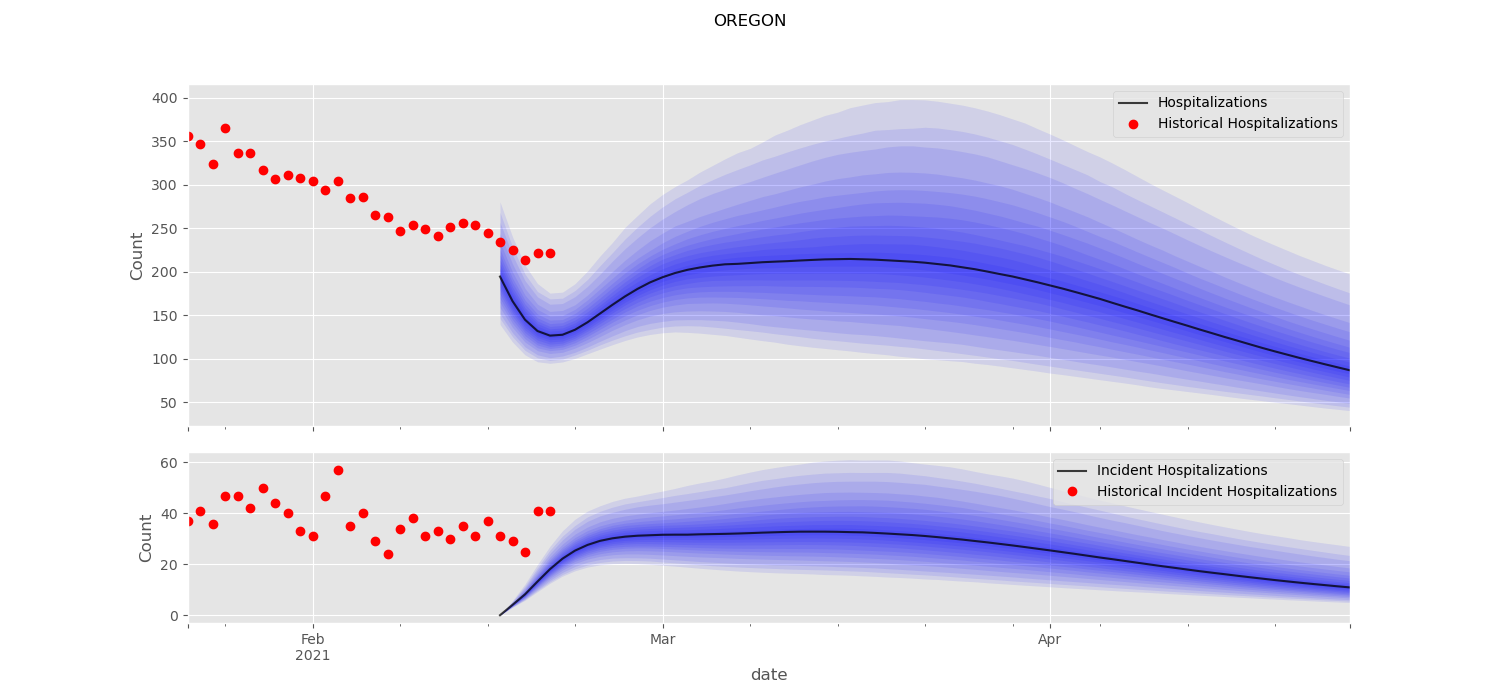 OREGON
400
350
300
250
200
150
100
50
Count
Hospitalizations
Historical Hospitalizations
60
40
20
0
Count
Incident Hospitalizations
Historical Incident Hospitalizations
Feb
2021
Mar
Apr
date